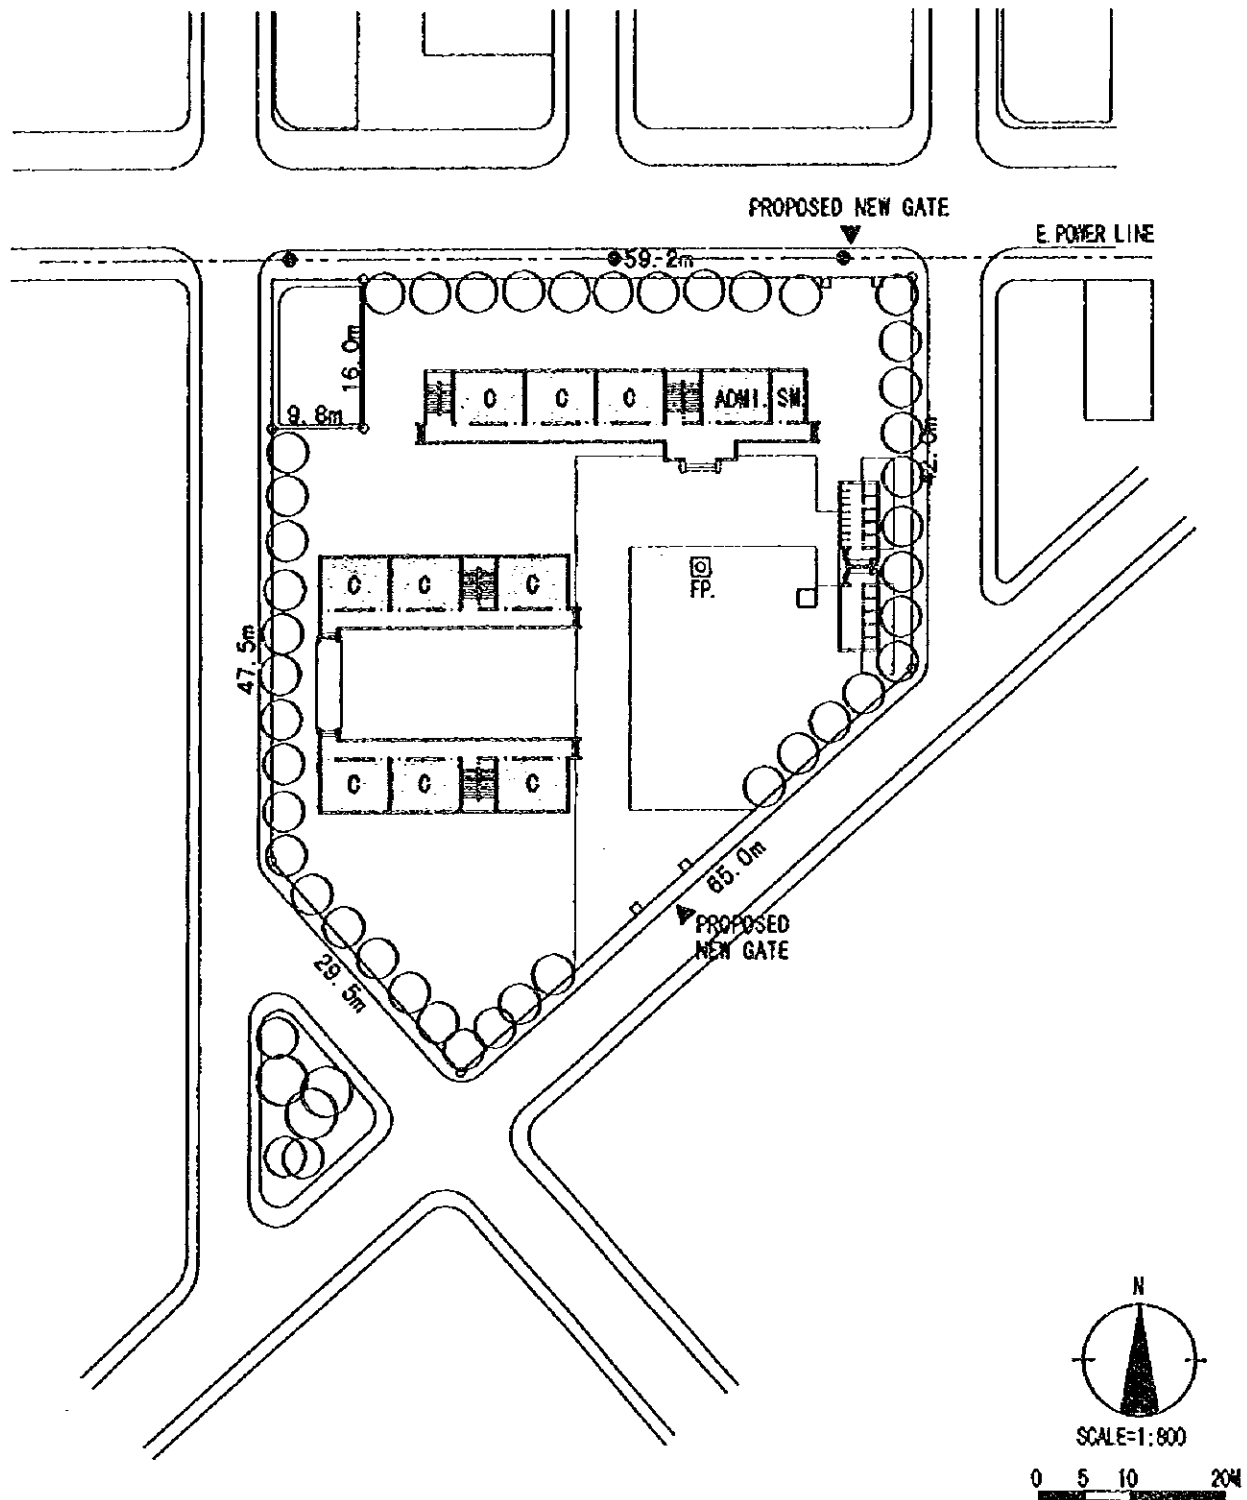 PROPOSED NEW GATE
E. POWER LINE
59.2m
16.0m
C C C ADMI. SM.
9.8m
42.0m
FP.
C C C
47.5m
C C C
65.0m
PROPOSED
NEW GATE
29.5m
N
SCALE=1:800
0 5 10 20M